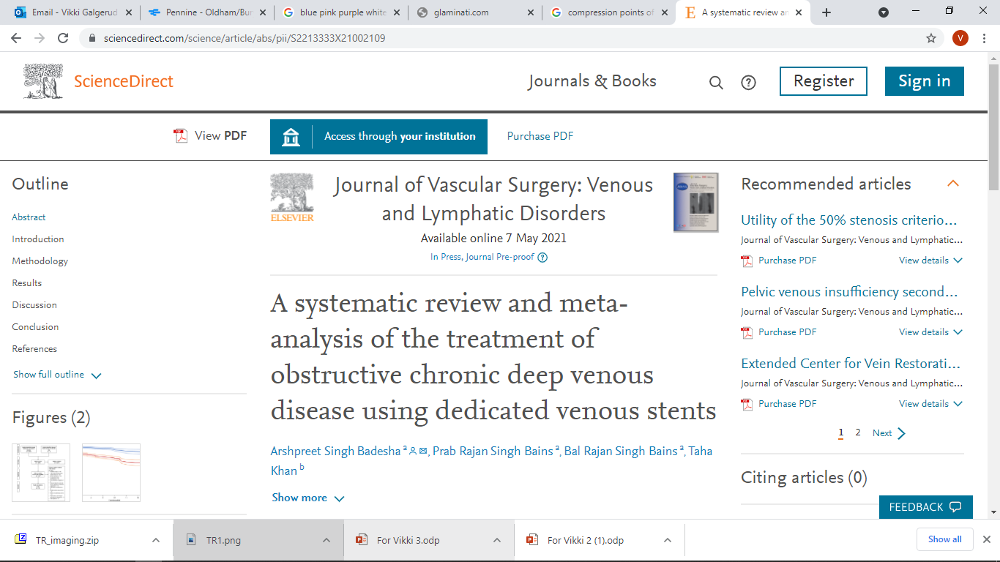 Email - Vikki Galgerud
Pennine - Oldham/Bur
blue pink purple white
glaminati.com
compression points of
A systematic review an
sciencedirect.com/science/article/abs/pii/S2213333X21002109
V
ScienceDirect
Journals & Books
Register
Sign in
View PDF
Access through your institution
Purchase PDF
Outline
Abstract
Introduction
Methodology
Results
Discussion
Conclusion
References
Show full outline
Figures (2)
ELSEVIER
Journal of Vascular Surgery: Venous
and Lymphatic Disorders
Available online 7 May 2021
In Press, Journal Pre-proof
A systematic review and meta-
analysis of the treatment of
obstructive chronic deep venous
disease using dedicated venous stents
Arshpreet Singh Badesha a, Prab Rajan Singh Bains a, Bal Rajan Singh Bains a, Taha
Khan b
Show more
Recommended articles
Utility of the 50% stenosis criterio...
Journal of Vascular Surgery: Venous and Lymphatic...
Purchase PDF View details
Pelvic venous insufficiency second...
Journal of Vascular Surgery: Venous and Lymphatic...
Purchase PDF View details
Extended Center for Vein Restorati...
Journal of Vascular Surgery: Venous and Lymphatic...
Purchase PDF View details
1 2 Next
Citing articles (0)
FEEDBACK
TR_imaging.zip
TR1.png
For Vikki 3.odp
For Vikki 2 (1).odp
Show all